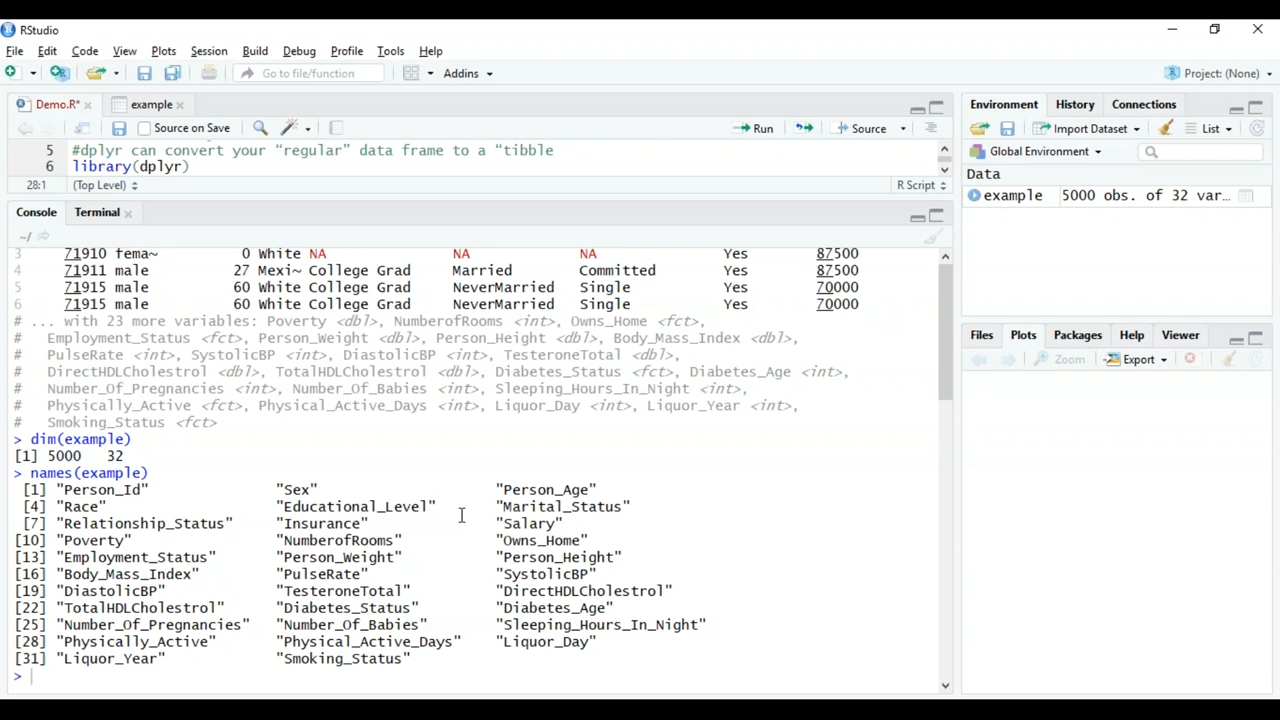 RStudio
File Edit Code View Plots Session Build Debug Profile Tools Help
Go to file/function Addins Project: (None)
Demo.R* example
Source on Save Run Source
5 #dplyr can convert your "regular" data frame to a "tibble
6 library(dplyr)
28:1 (Top Level) R Script
Console Terminal
~/
3 71910 fema~ 0 White NA NA NA Yes 87500
4 71911 male 27 Mexi~ College Grad Married Committed Yes 87500
5 71915 male 60 White College Grad NeverMarried Single Yes 70000
6 71915 male 60 White College Grad NeverMarried Single Yes 70000
# ... with 23 more variables: Poverty <dbl>, NumberofRooms <int>, Owns_Home <fct>,
# Employment_Status <fct>, Person_Weight <dbl>, Person_Height <dbl>, Body_Mass_Index <dbl>,
# PulseRate <int>, SystolicBP <int>, DiastolicBP <int>, TesteroneTotal <dbl>,
# DirectHDLCholestrol <dbl>, TotalHDLCholestrol <dbl>, Diabetes_Status <fct>, Diabetes_Age <int>,
# Number_Of_Pregnancies <int>, Number_Of_Babies <int>, Sleeping_Hours_In_Night <int>,
# Physically_Active <fct>, Physical_Active_Days <int>, Liquor_Day <int>, Liquor_Year <int>,
# Smoking_Status <fct>
> dim(example)
[1] 5000 32
> names(example)
[1] "Person_Id" "Sex" "Person_Age"
[4] "Race" "Educational_Level" "Marital_Status"
[7] "Relationship_Status" "Insurance" "Salary"
[10] "Poverty" "NumberofRooms" "Owns_Home"
[13] "Employment_Status" "Person_Weight" "Person_Height"
[16] "Body_Mass_Index" "PulseRate" "SystolicBP"
[19] "DiastolicBP" "TesteroneTotal" "DirectHDLCholestrol"
[22] "TotalHDLCholestrol" "Diabetes_Status" "Diabetes_Age"
[25] "Number_Of_Pregnancies" "Number_Of_Babies" "Sleeping_Hours_In_Night"
[28] "Physically_Active" "Physical_Active_Days" "Liquor_Day"
[31] "Liquor_Year" "Smoking_Status"
>
Environment History Connections
Import Dataset List
Global Environment
Data
example 5000 obs. of 32 var…
Files Plots Packages Help Viewer
Zoom Export